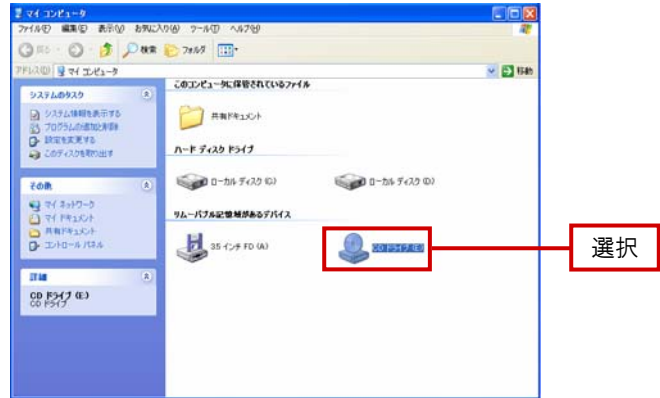 マイ コンピュータ
ファイル(F) 編集(E) 表示(V) お気に入り(A) ツール(T) ヘルプ(H)
戻る 検索 フォルダ
アドレス(D) マイ コンピュータ 移動
システムのタスク
システム情報を表示する
プログラムの追加と削除
設定を変更する
このディスクを取り出す
その他
マイ ネットワーク
マイ ドキュメント
共有ドキュメント
コントロール パネル
詳細
CD ドライブ (E:)
CD ドライブ
このコンピュータに保管されているファイル
共有ドキュメント
ハード ディスク ドライブ
ローカル ディスク (C:) ローカル ディスク (D:)
リムーバブル記憶域があるデバイス
3.5 インチ FD (A:) CD ドライブ (E:)
選択